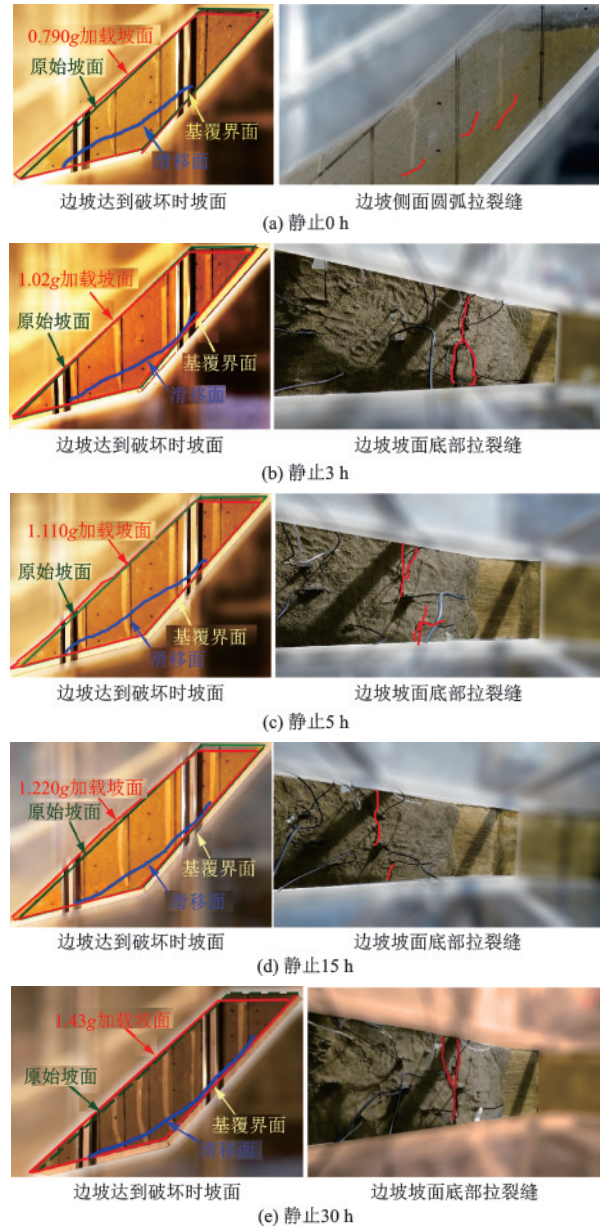 0.790g加载坡面
原始坡面
基覆界面
滑移面
边坡达到破坏时坡面
边坡侧面圆弧拉裂缝
(a) 静止0 h
1.02g加载坡面
原始坡面
基覆界面
滑移面
边坡达到破坏时坡面
边坡坡面底部拉裂缝
(b) 静止3 h
1.110g加载坡面
原始坡面
基覆界面
滑移面
边坡达到破坏时坡面
边坡坡面底部拉裂缝
(c) 静止5 h
1.220g加载坡面
原始坡面
基覆界面
滑移面
边坡达到破坏时坡面
边坡坡面底部拉裂缝
(d) 静止15 h
1.43g加载坡面
原始坡面
基覆界面
滑移面
边坡达到破坏时坡面
边坡坡面底部拉裂缝
(e) 静止30 h